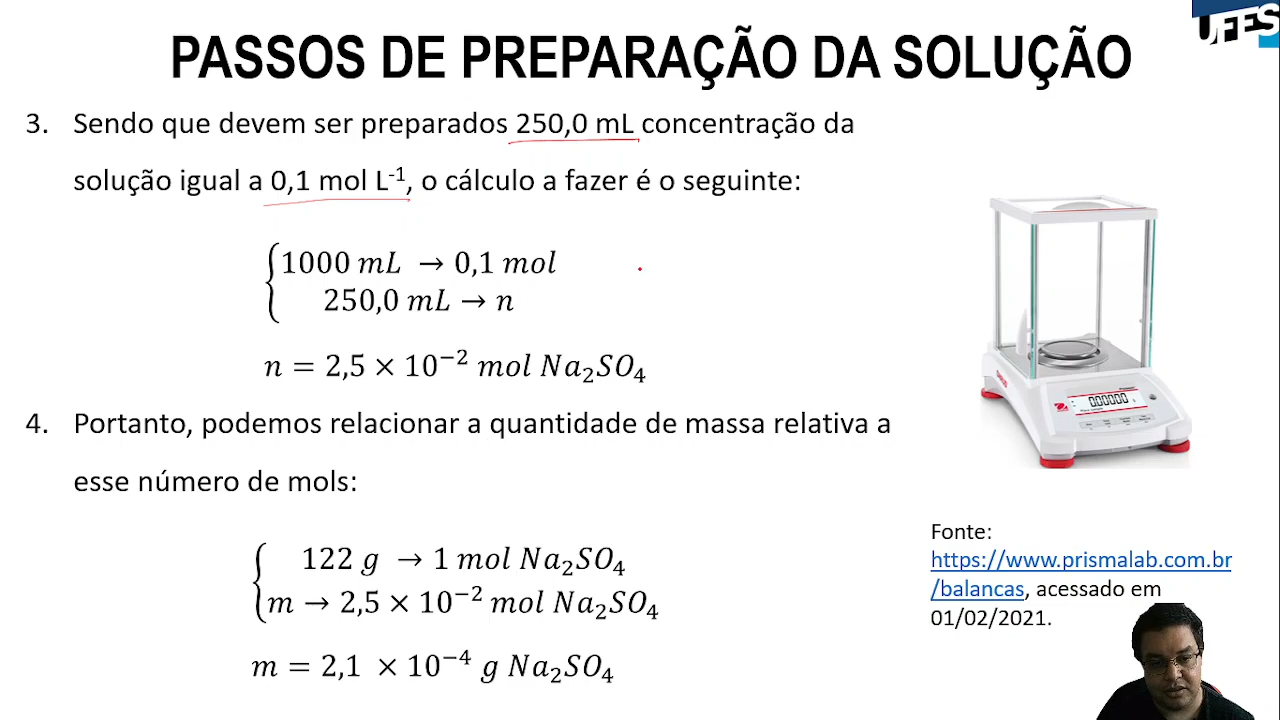 UFES
PASSOS DE PREPARAÇÃO DA SOLUÇÃO
3. Sendo que devem ser preparados 250,0 mL concentração da
solução igual a 0,1 mol L⁻¹, o cálculo a fazer é o seguinte:
1000 mL → 0,1 mol
250,0 mL → n
n = 2,5 × 10⁻² mol Na₂SO₄
4. Portanto, podemos relacionar a quantidade de massa relativa a
esse número de mols:
122 g → 1 mol Na₂SO₄
m → 2,5 × 10⁻² mol Na₂SO₄
m = 2,1 × 10⁻⁴ g Na₂SO₄
0.00000
Fonte:
https://www.prismalab.com.br
/balancas, acessado em
01/02/2021.